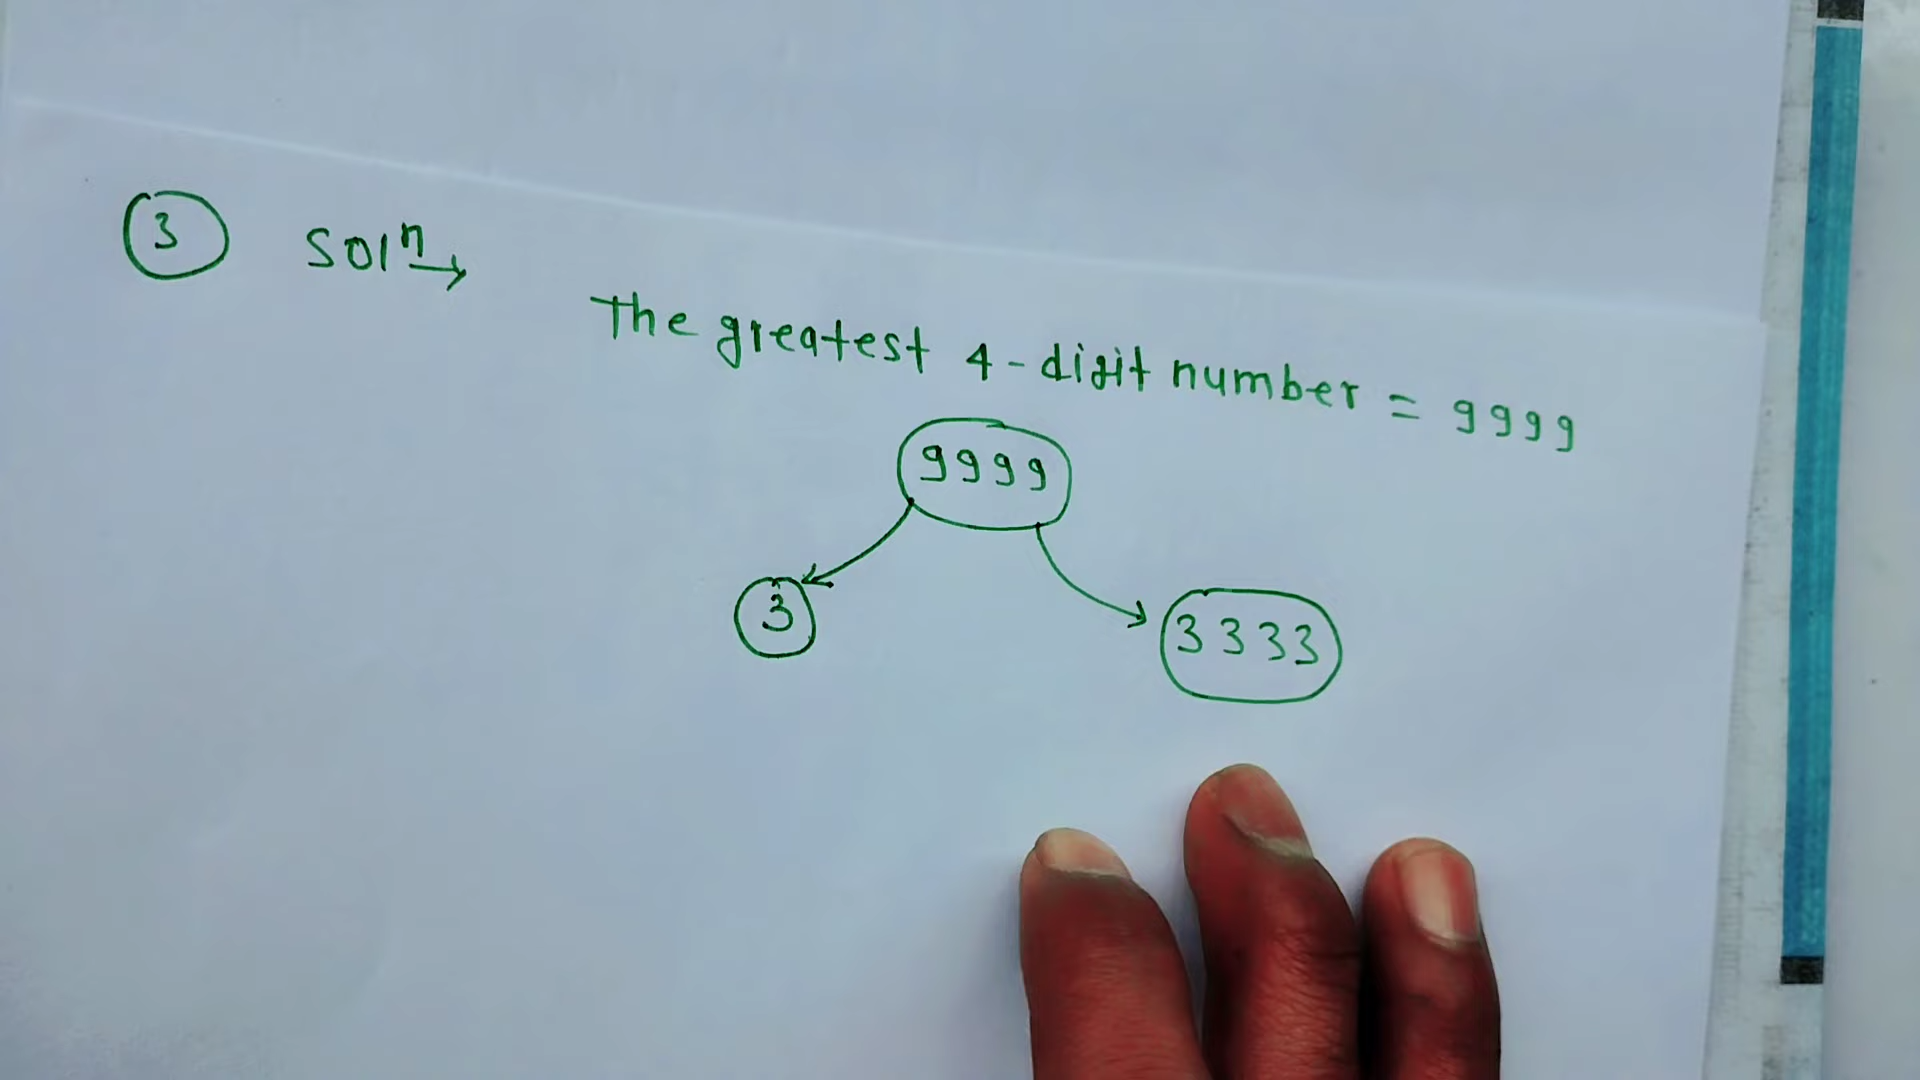 3 Solⁿ→
The greatest 4-digit number = 9999
9999
3
3333